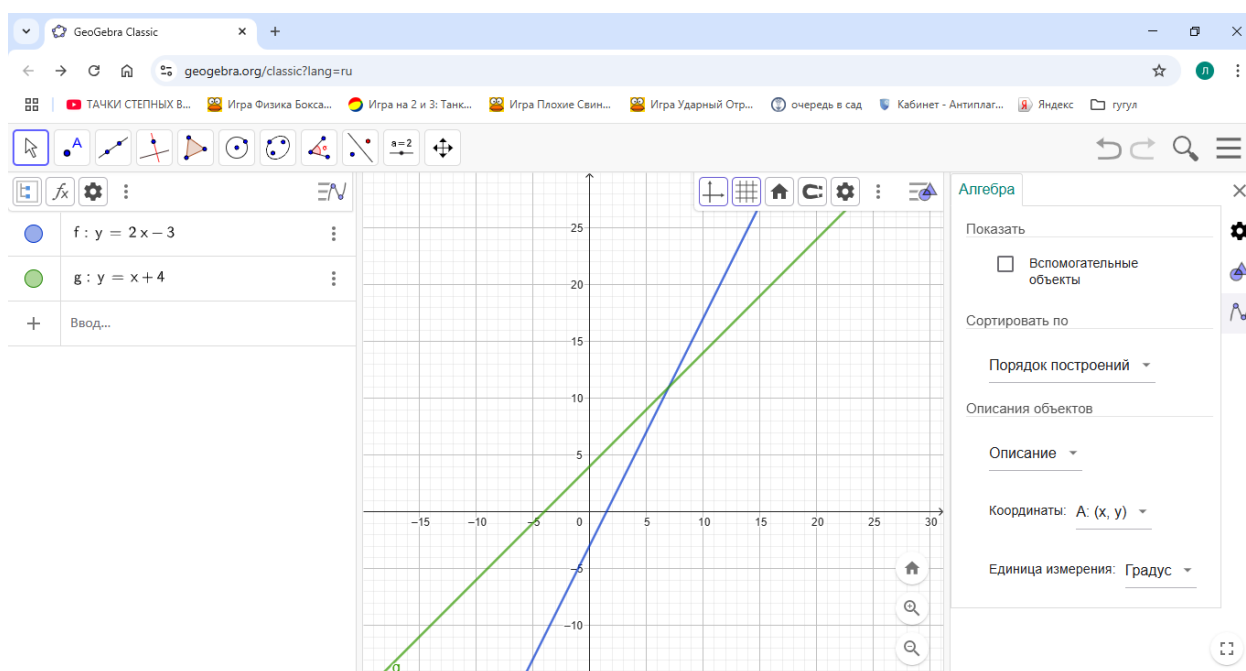 GeoGebra Classic
geogebra.org/classic?lang=ru
Л
ТАЧКИ СТЕПНЫХ В... Игра Физика Бокса... Игра на 2 и 3: Танк... Игра Плохие Свин... Игра Ударный Отр... очередь в сад Кабинет - Антиплаг... Яндекс гугул
A a=2
f : y = 2 x – 3
g : y = x + 4
Ввод...
25
20
15
10
5
−15 −10 −5 0 5 10 15 20 25 30
−5
−10
g
Алгебра
Показать
Вспомогательные
объекты
Сортировать по
Порядок построений
Описания объектов
Описание
Координаты: A: (x, y)
Единица измерения: Градус